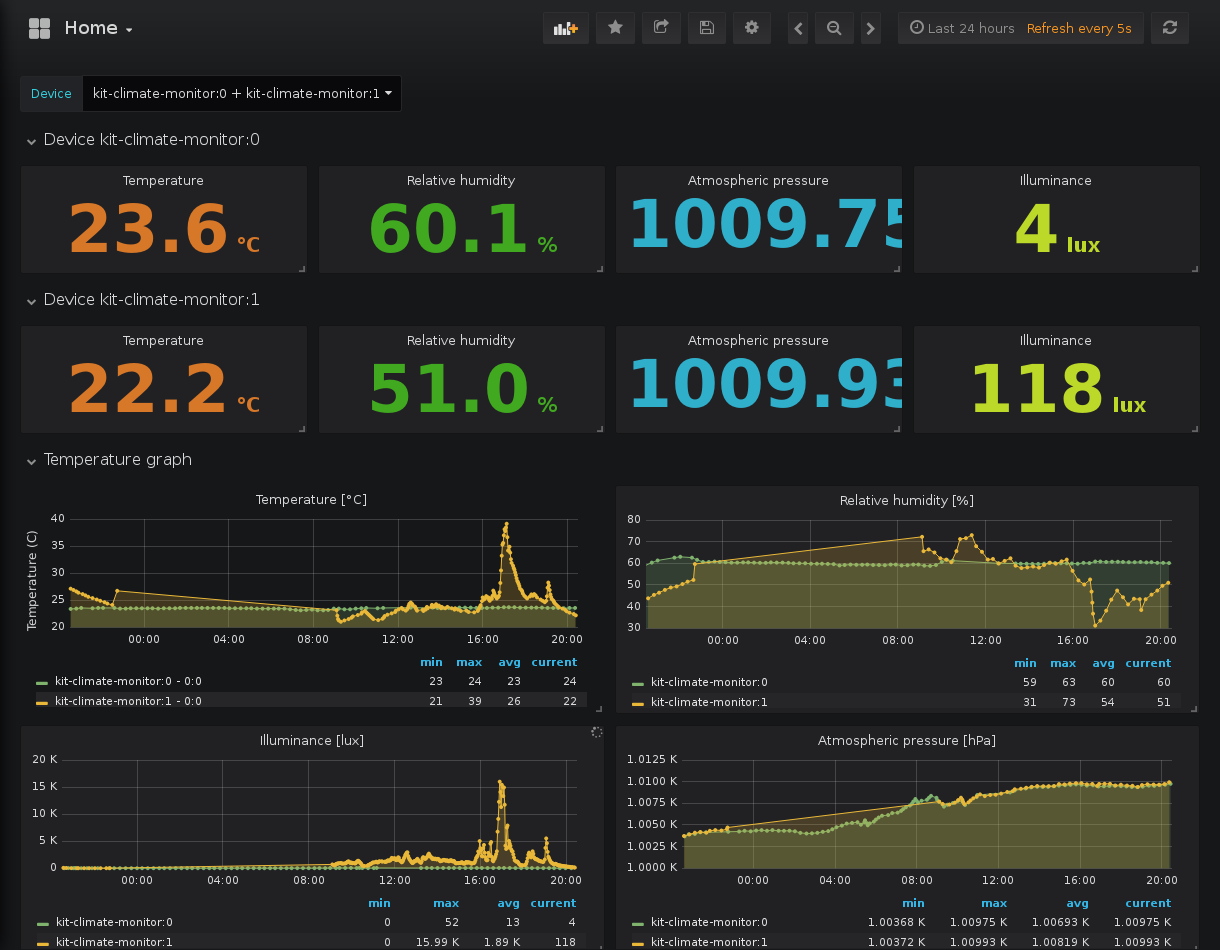 Home
Last 24 hours Refresh every 5s
Device kit-climate-monitor:0 + kit-climate-monitor:1
Device kit-climate-monitor:0
Temperature Relative humidity Atmospheric pressure Illuminance
23.6 °C 60.1 % 1009.75 4 lux
Device kit-climate-monitor:1
Temperature Relative humidity Atmospheric pressure Illuminance
22.2 °C 51.0 % 1009.93 118 lux
Temperature graph
Temperature [°C]
Temperature (C)
40
35
30
25
20
00:00 04:00 08:00 12:00 16:00 20:00
min max avg current
kit-climate-monitor:0 - 0:0 23 24 23 24
kit-climate-monitor:1 - 0:0 21 39 26 22
Relative humidity [%]
80
70
60
50
40
30
00:00 04:00 08:00 12:00 16:00 20:00
min max avg current
kit-climate-monitor:0 59 63 60 60
kit-climate-monitor:1 31 73 54 51
Illuminance [lux]
20 K
15 K
10 K
5 K
0
00:00 04:00 08:00 12:00 16:00 20:00
min max avg current
kit-climate-monitor:0 0 52 13 4
kit-climate-monitor:1 0 15.99 K 1.89 K 118
Atmospheric pressure [hPa]
1.0125 K
1.0100 K
1.0075 K
1.0050 K
1.0025 K
1.0000 K
00:00 04:00 08:00 12:00 16:00 20:00
min max avg current
kit-climate-monitor:0 1.00368 K 1.00975 K 1.00693 K 1.00975 K
kit-climate-monitor:1 1.00372 K 1.00993 K 1.00819 K 1.00993 K